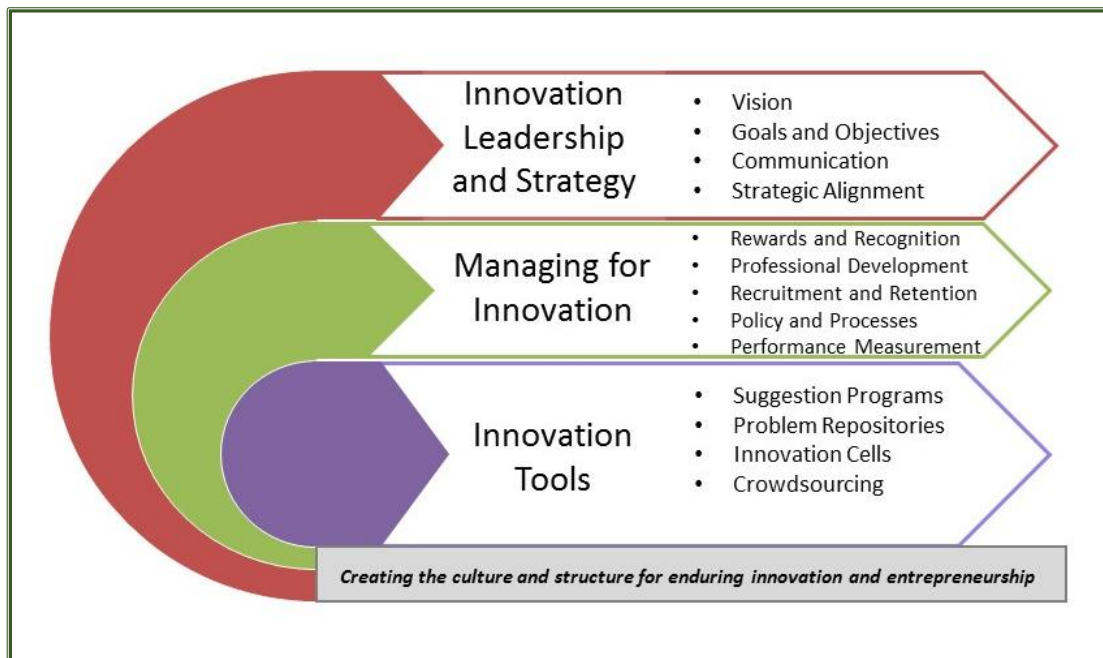 Innovation
Leadership
and Strategy
• Vision
• Goals and Objectives
• Communication
• Strategic Alignment
Managing for
Innovation
• Rewards and Recognition
• Professional Development
• Recruitment and Retention
• Policy and Processes
• Performance Measurement
Innovation
Tools
• Suggestion Programs
• Problem Repositories
• Innovation Cells
• Crowdsourcing
Creating the culture and structure for enduring innovation and entrepreneurship